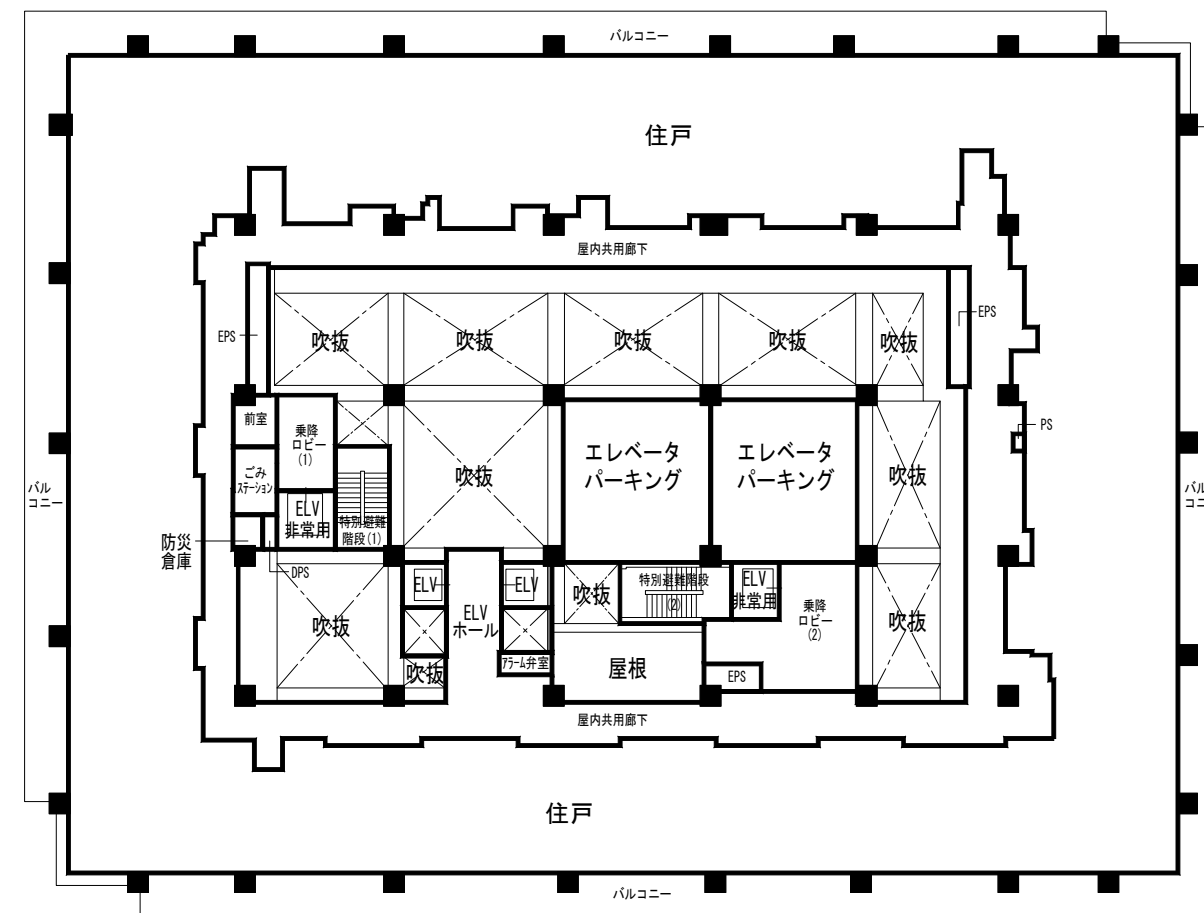 バルコニー
住戸
屋内共用廊下
EPS
吹抜
吹抜
吹抜
吹抜
吹抜
EPS
前室
乗降
ロビー
(1)
エレベータ
パーキング
エレベータ
パーキング
PS
ごみ
ステーション
吹抜
吹抜
バル
コニー
バル
コニ
ELV
非常用
特別避難
階段(1)
防災
倉庫
DPS
ELV
ELV
ELV
ホール
吹抜
特別避難階段
(2)
ELV
非常用
乗降
ロビー
(2)
吹抜
吹抜
吹抜
アラーム弁室
屋根
EPS
屋内共用廊下
住戸
バルコニー